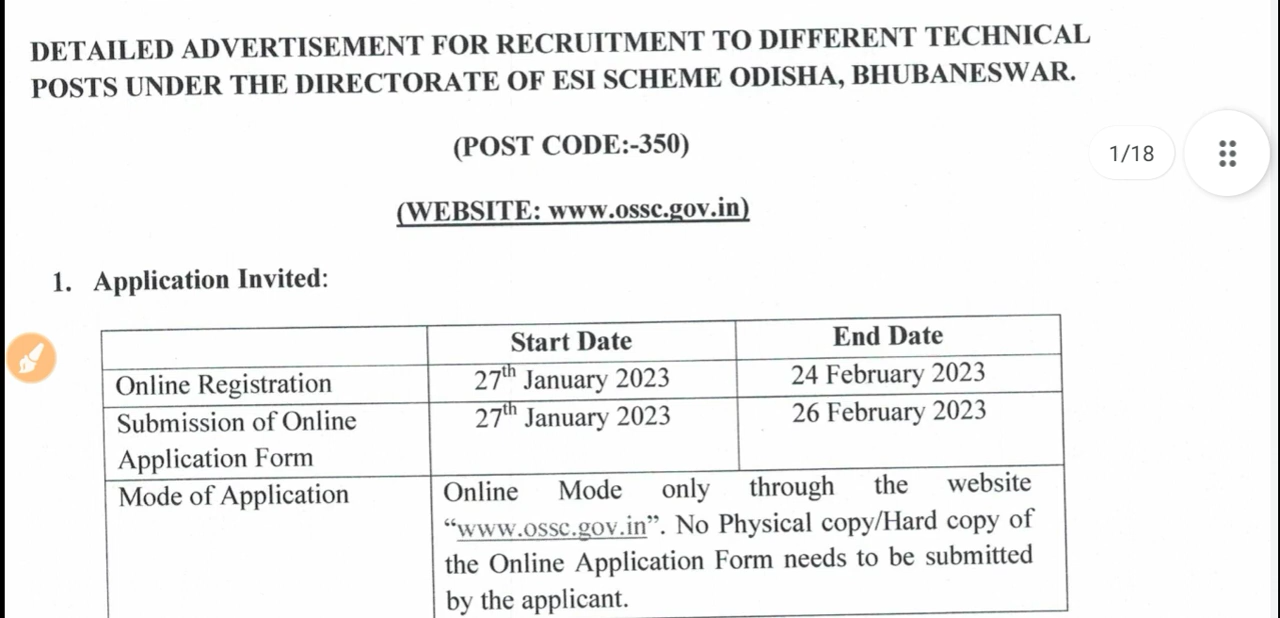 DETAILED ADVERTISEMENT FOR RECRUITMENT TO DIFFERENT TECHNICAL
POSTS UNDER THE DIRECTORATE OF ESI SCHEME ODISHA, BHUBANESWAR.
(POST CODE:-350)
1/18
(WEBSITE: www.ossc.gov.in)
1. Application Invited:
Start Date End Date
Online Registration 27th January 2023 24 February 2023
Submission of Online 27th January 2023 26 February 2023
Application Form
Mode of Application Online Mode only through the website
“www.ossc.gov.in”. No Physical copy/Hard copy of
the Online Application Form needs to be submitted
by the applicant.